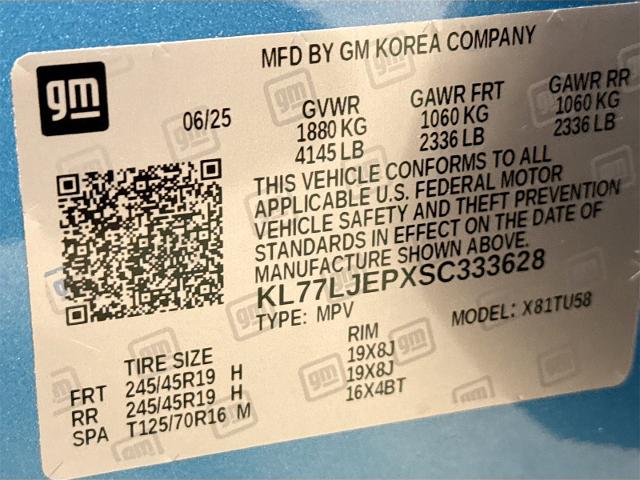 gm
MFD BY GM KOREA COMPANY
06/25
GVWR GAWR FRT GAWR RR
1880 KG 1060 KG 1060 KG
4145 LB 2336 LB 2336 LB
THIS VEHICLE CONFORMS TO ALL
APPLICABLE U.S. FEDERAL MOTOR
VEHICLE SAFETY AND THEFT PREVENTION
STANDARDS IN EFFECT ON THE DATE OF
MANUFACTURE SHOWN ABOVE.
KL77LJEPXSC333628
TYPE: MPV MODEL: X81TU58
TIRE SIZE RIM
FRT 245/45R19 H 19X8J
RR 245/45R19 H 19X8J
SPA T125/70R16 M 16X4BT